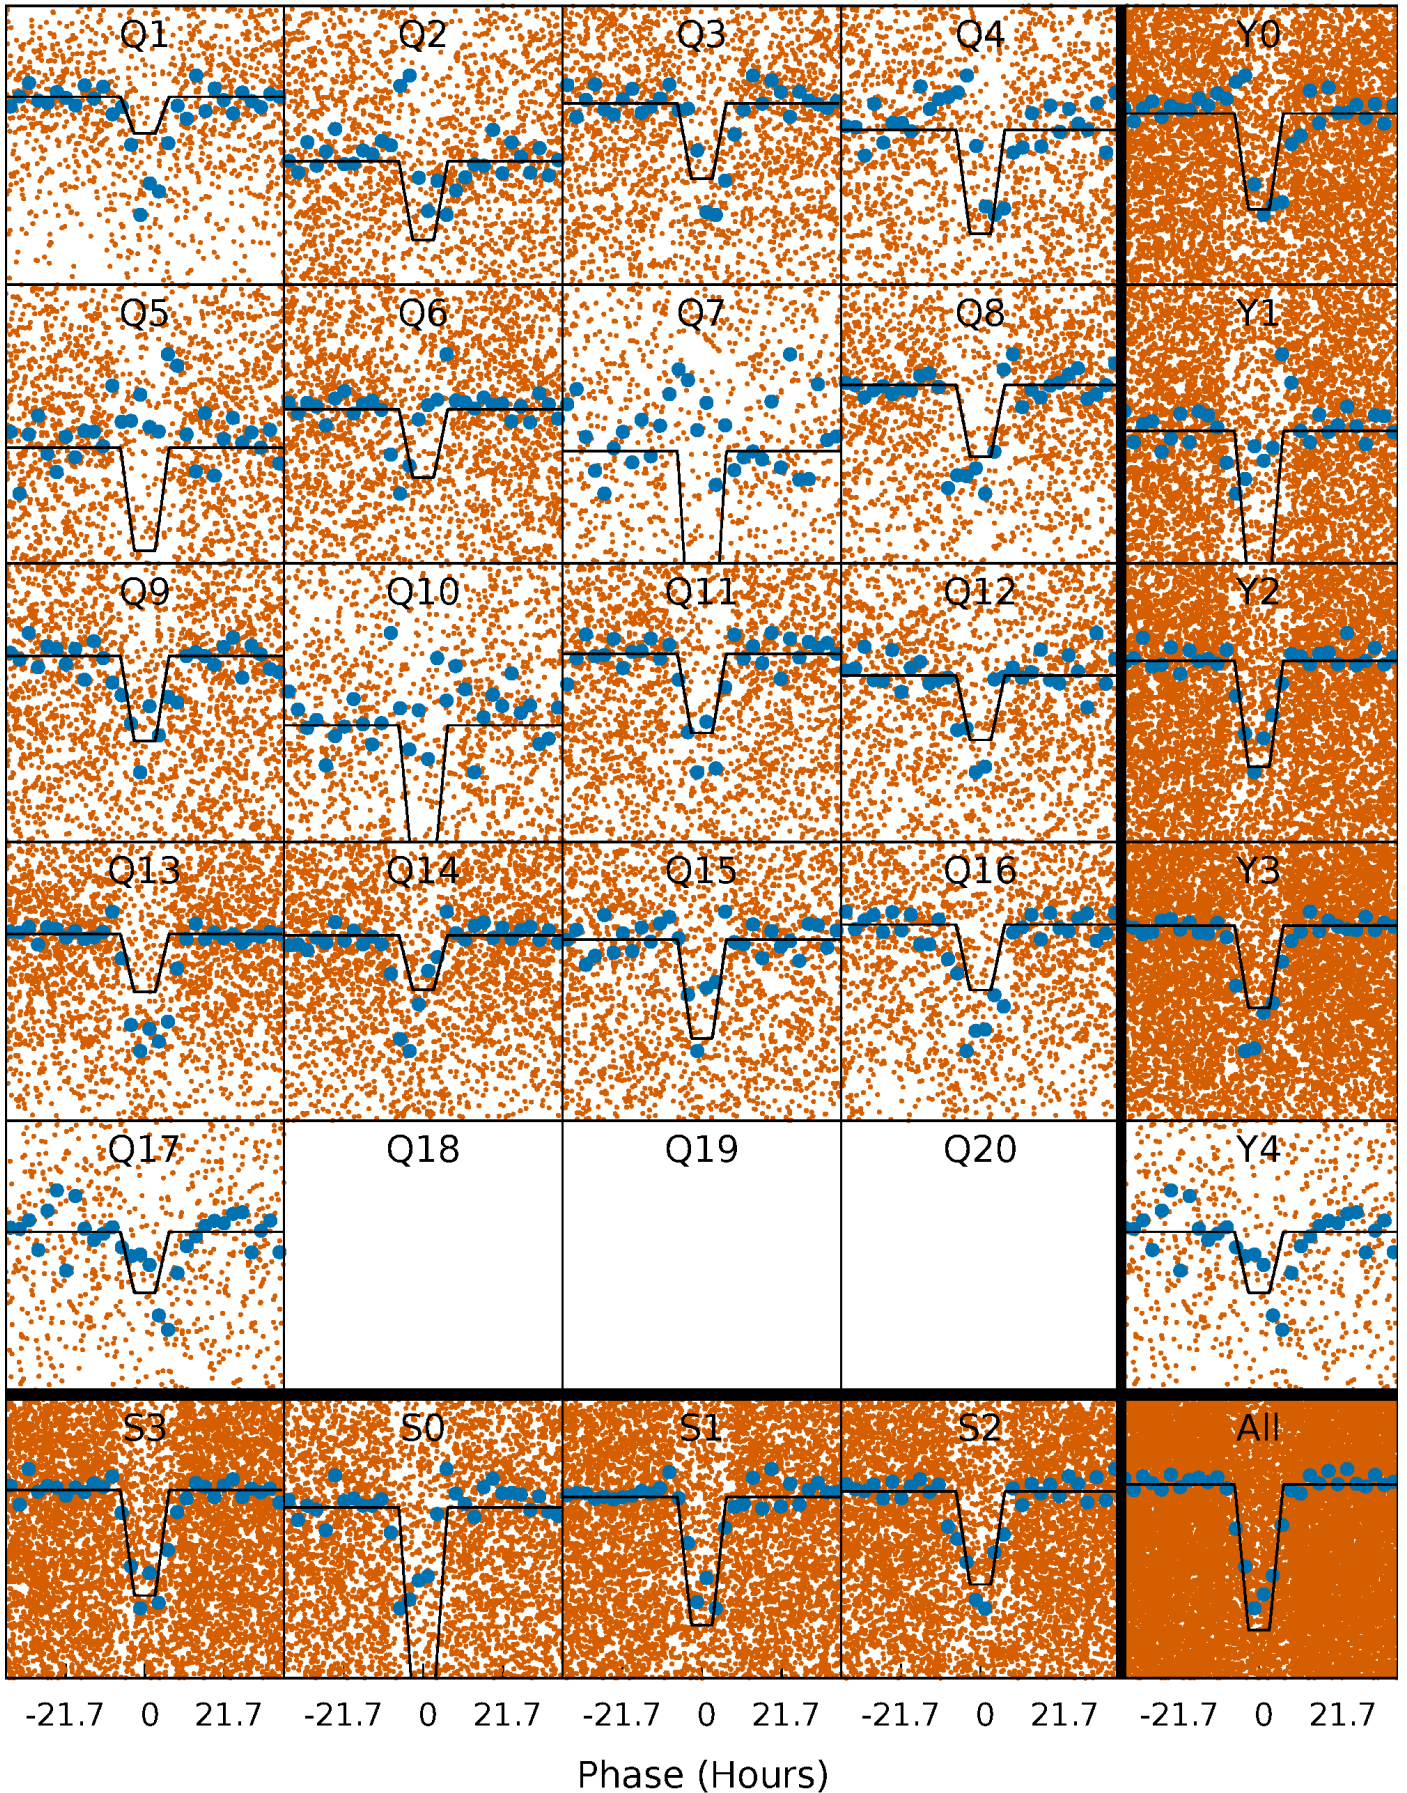 Q1 Q2 Q3 Q4 Y0
Q5 Q6 Q7 Q8 Y1
Q9 Q10 Q11 Q12 Y2
Q13 Q14 Q15 Q16 Y3
Q17 Q18 Q19 Q20 Y4
S3 S0 S1 S2 All
-21.7 0 21.7 -21.7 0 21.7 -21.7 0 21.7 -21.7 0 21.7 -21.7 0 21.7
Phase (Hours)